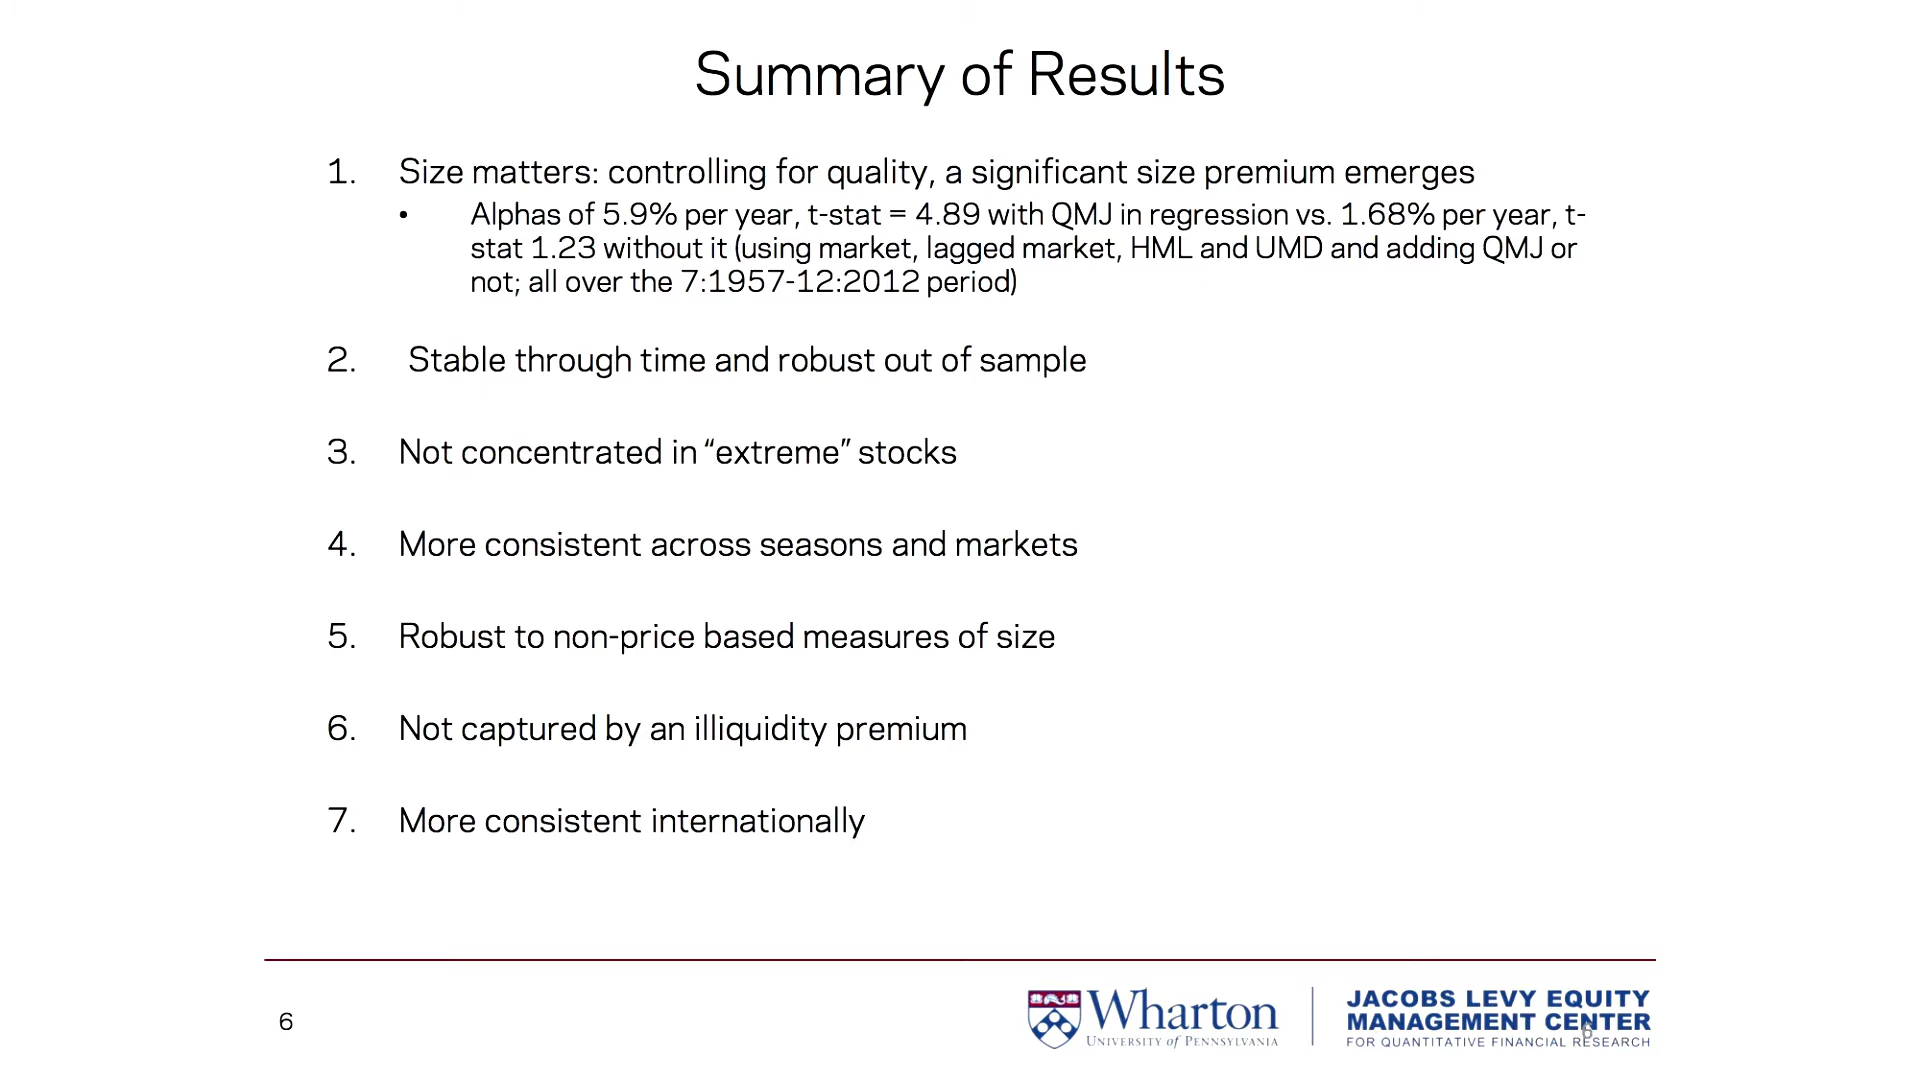 Summary of Results
1. Size matters: controlling for quality, a significant size premium emerges
• Alphas of 5.9% per year, t-stat = 4.89 with QMJ in regression vs. 1.68% per year, t-
stat 1.23 without it (using market, lagged market, HML and UMD and adding QMJ or
not; all over the 7:1957-12:2012 period)
2. Stable through time and robust out of sample
3. Not concentrated in “extreme” stocks
4. More consistent across seasons and markets
5. Robust to non-price based measures of size
6. Not captured by an illiquidity premium
7. More consistent internationally
6
Wharton
UNIVERSITY of PENNSYLVANIA
JACOBS LEVY EQUITY
MANAGEMENT CENTER
FOR QUANTITATIVE FINANCIAL RESEARCH
6